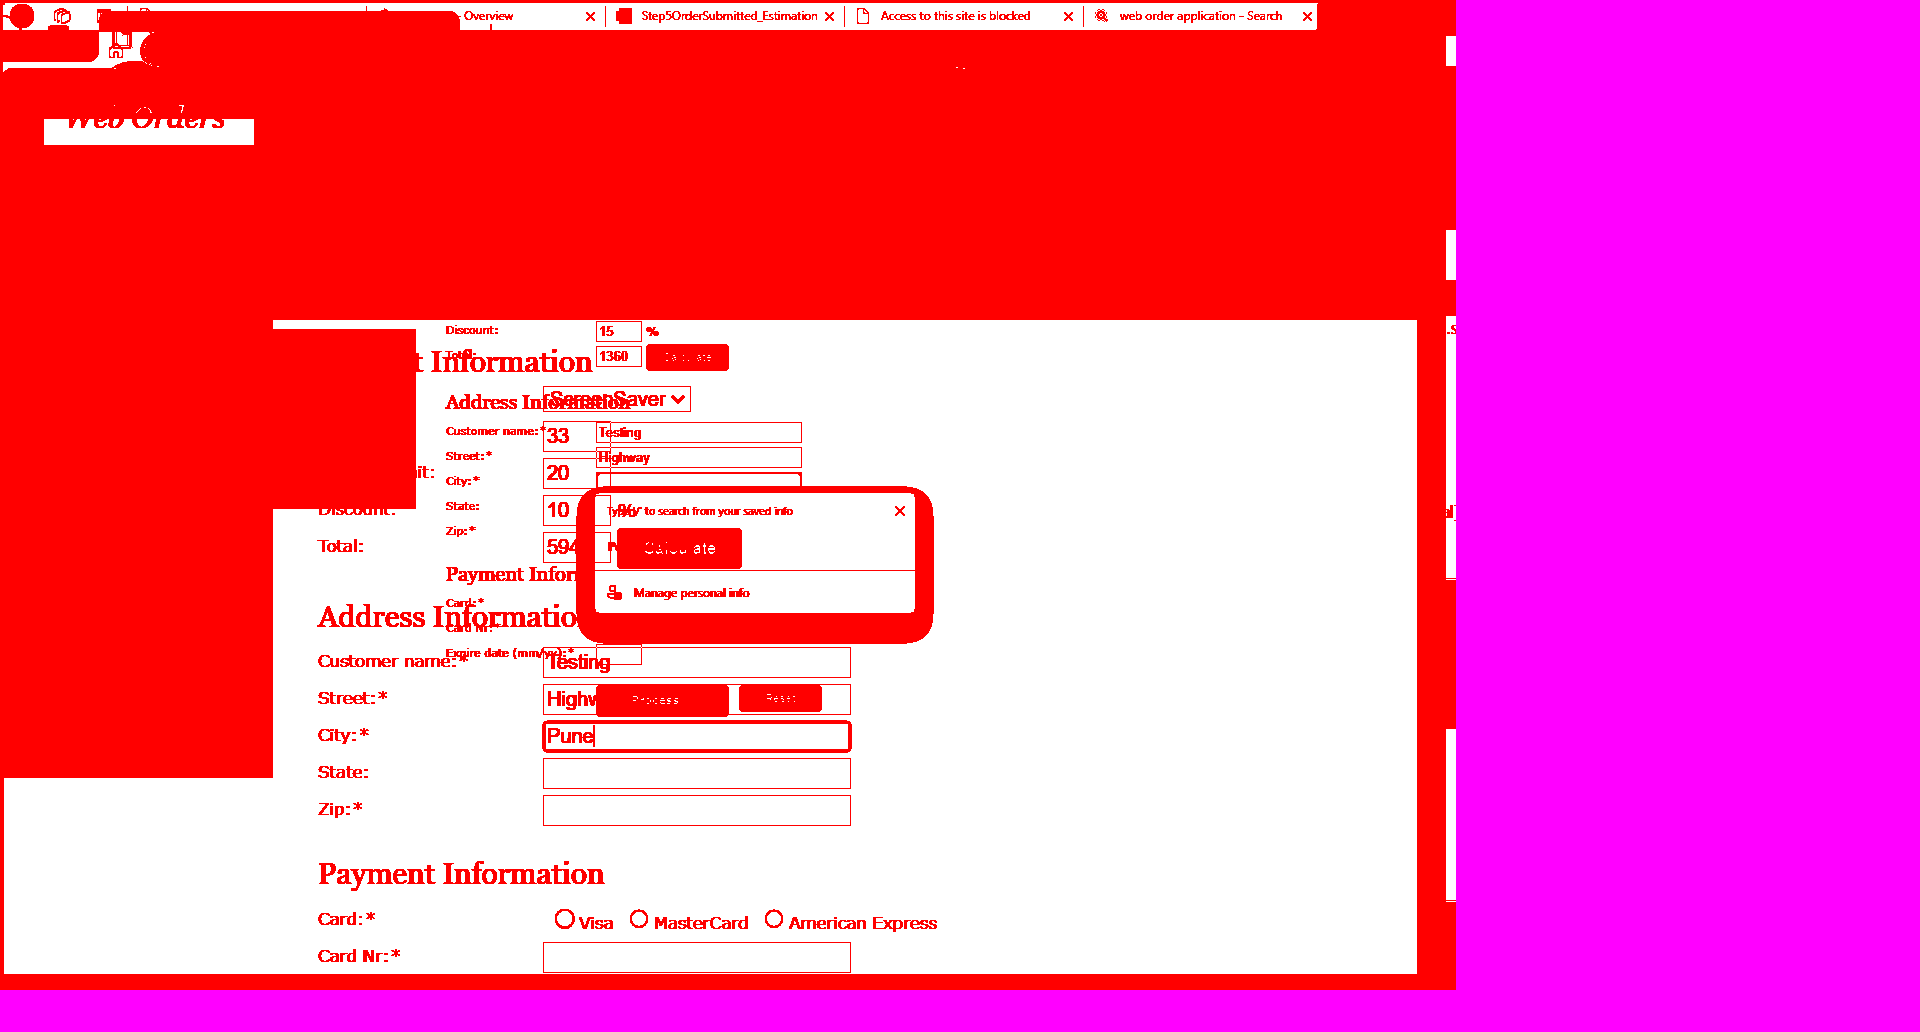 Overview
Step5OrderSubmitted_Estimation
Access to this site is blocked
web order application - Search
Web Orders
Discount:
15
%
Total:
1360
Calculate
t Information
ScreenSaver
Address Information
Customer name:*
33
Testing
Street:*
Highway
20
City:*
State:
10
%
to search from your saved info
Discount:
Zip:*
Total:
594
Calculate
Payment Infor
Manage personal info
Card:*
Address Informatio
Card Nr:*
Expire date (mm/yy):*
Customer name:*
Testing
Street:*
Highw
Process
Reset
City:*
Pune
State:
Zip:*
Payment Information
Card:*
Visa
MasterCard
American Express
Card Nr:*